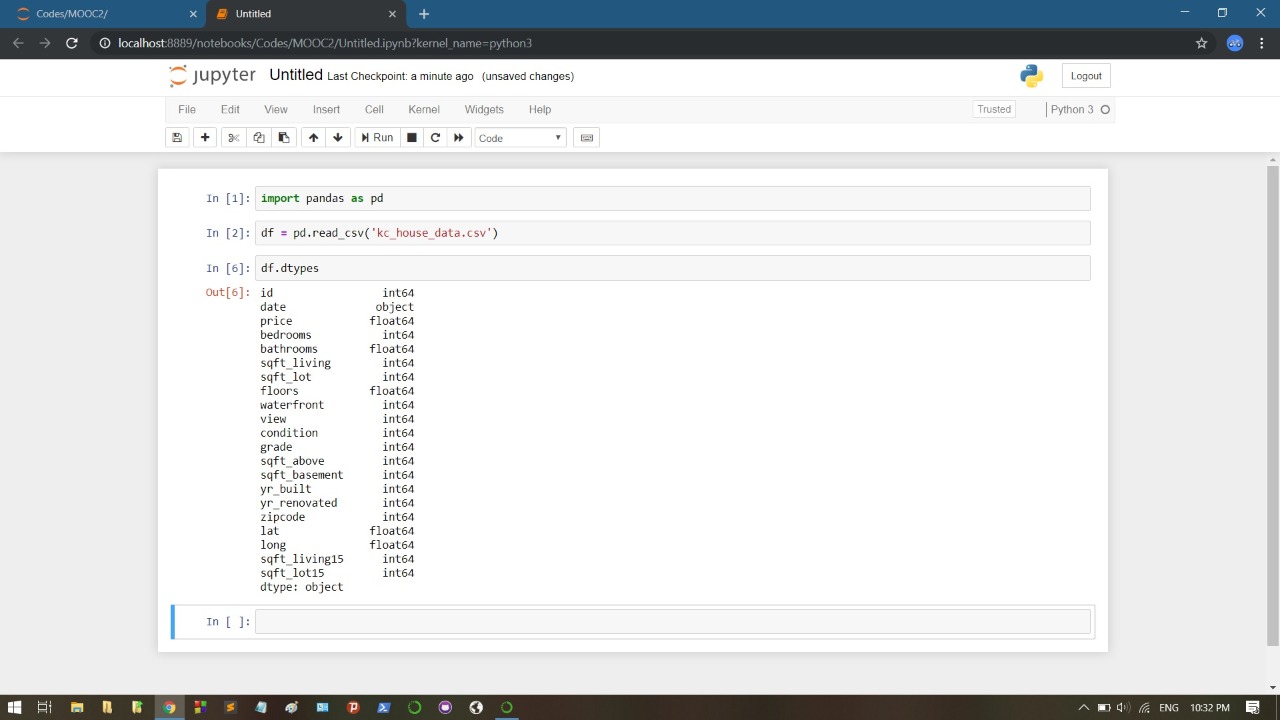 Codes/MOOC2/
Untitled
localhost:8889/notebooks/Codes/MOOC2/Untitled.ipynb?kernel_name=python3
jupyter Untitled Last Checkpoint: a minute ago (unsaved changes)
Logout
File Edit View Insert Cell Kernel Widgets Help
Trusted
Python 3
Run
Code
In [1]: import pandas as pd
In [2]: df = pd.read_csv('kc_house_data.csv')
In [6]: df.dtypes
Out[6]: id int64
date object
price float64
bedrooms int64
bathrooms float64
sqft_living int64
sqft_lot int64
floors float64
waterfront int64
view int64
condition int64
grade int64
sqft_above int64
sqft_basement int64
yr_built int64
yr_renovated int64
zipcode int64
lat float64
long float64
sqft_living15 int64
sqft_lot15 int64
dtype: object
In [ ]:
ENG 10:32 PM